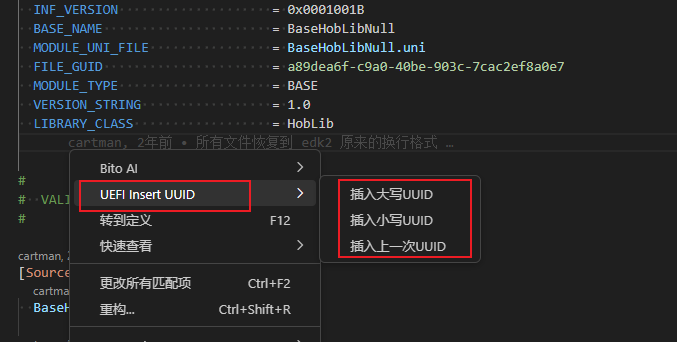 INF_VERSION = 0x0001001B
BASE_NAME = BaseHobLibNull
MODULE_UNI_FILE = BaseHobLibNull.uni
FILE_GUID = a89dea6f-c9a0-40be-903c-7cac2ef8a0e7
MODULE_TYPE = BASE
VERSION_STRING = 1.0
LIBRARY_CLASS = HobLib
cartman, 2年前 • 所有文件恢复到 edk2 原来的换行格式 …
Bito AI
#
# VALI
UEFI Insert UUID
插入大写UUID
#
转到定义 F12
插入小写UUID
快速查看
插入上一次UUID
cartman, 2
[Sourc
更改所有匹配项 Ctrl+F2
cartm
BaseH
重构... Ctrl+Shift+R